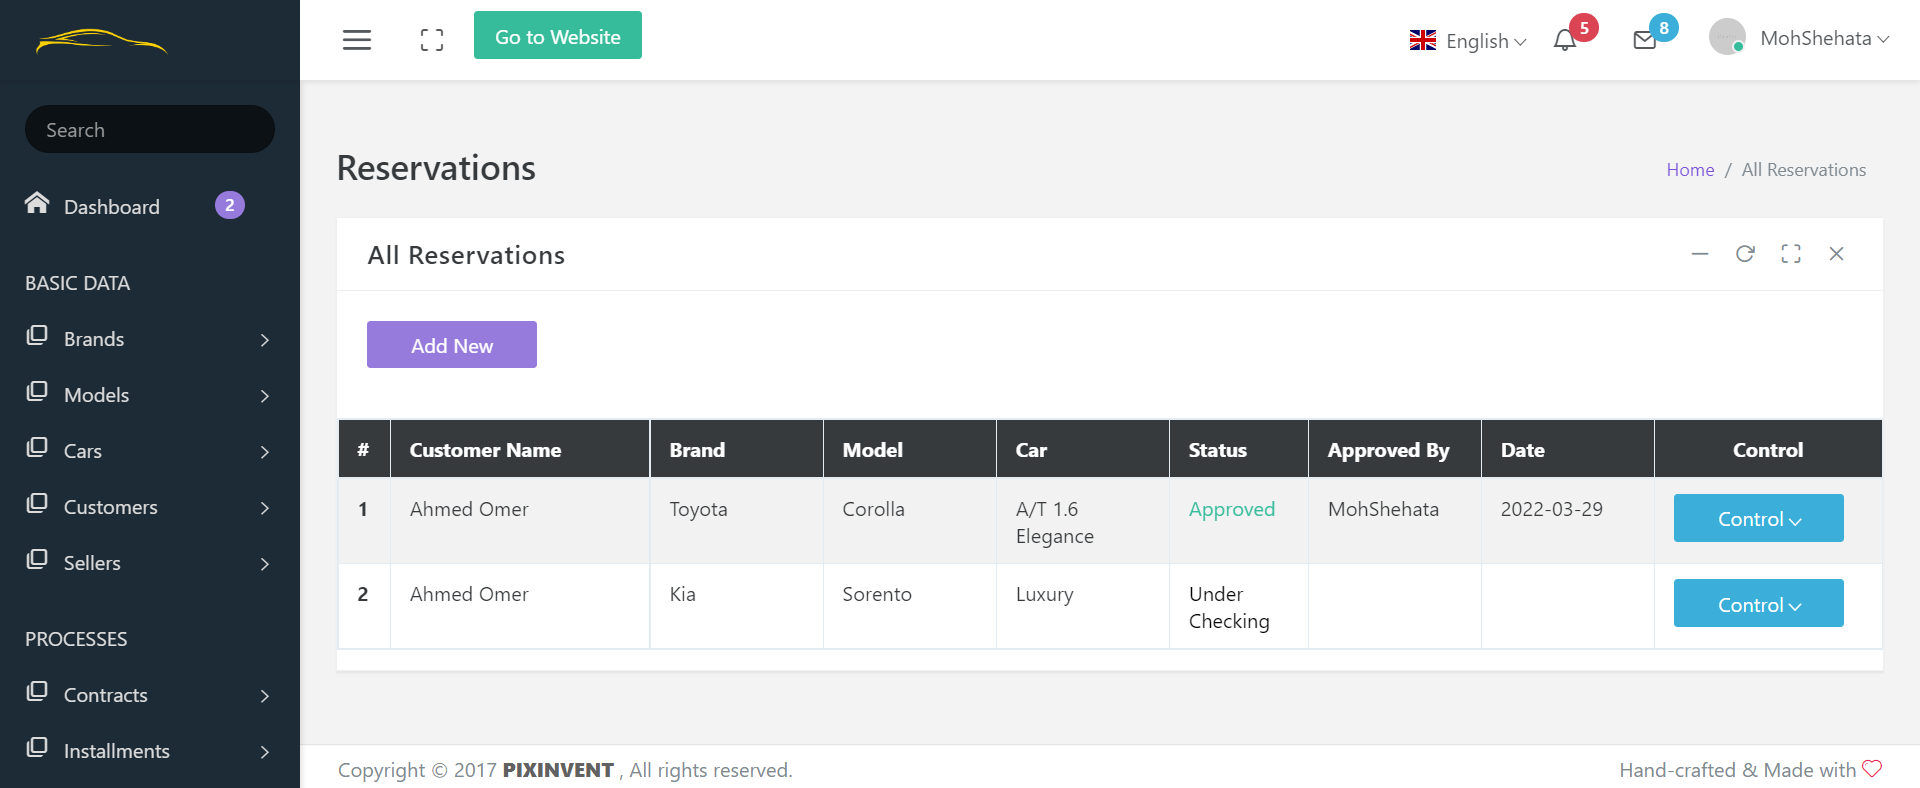 Go to Website
English
5
8
MohShehata
Search
Dashboard 2
BASIC DATA
Brands
Models
Cars
Customers
Sellers
PROCESSES
Contracts
Installments
Reservations
Home / All Reservations
All Reservations
Add New
# Customer Name Brand Model Car Status Approved By Date Control
1 Ahmed Omer Toyota Corolla A/T 1.6 Elegance Approved MohShehata 2022-03-29 Control
2 Ahmed Omer Kia Sorento Luxury Under Checking Control
Copyright © 2017 PIXINVENT , All rights reserved.
Hand-crafted & Made with